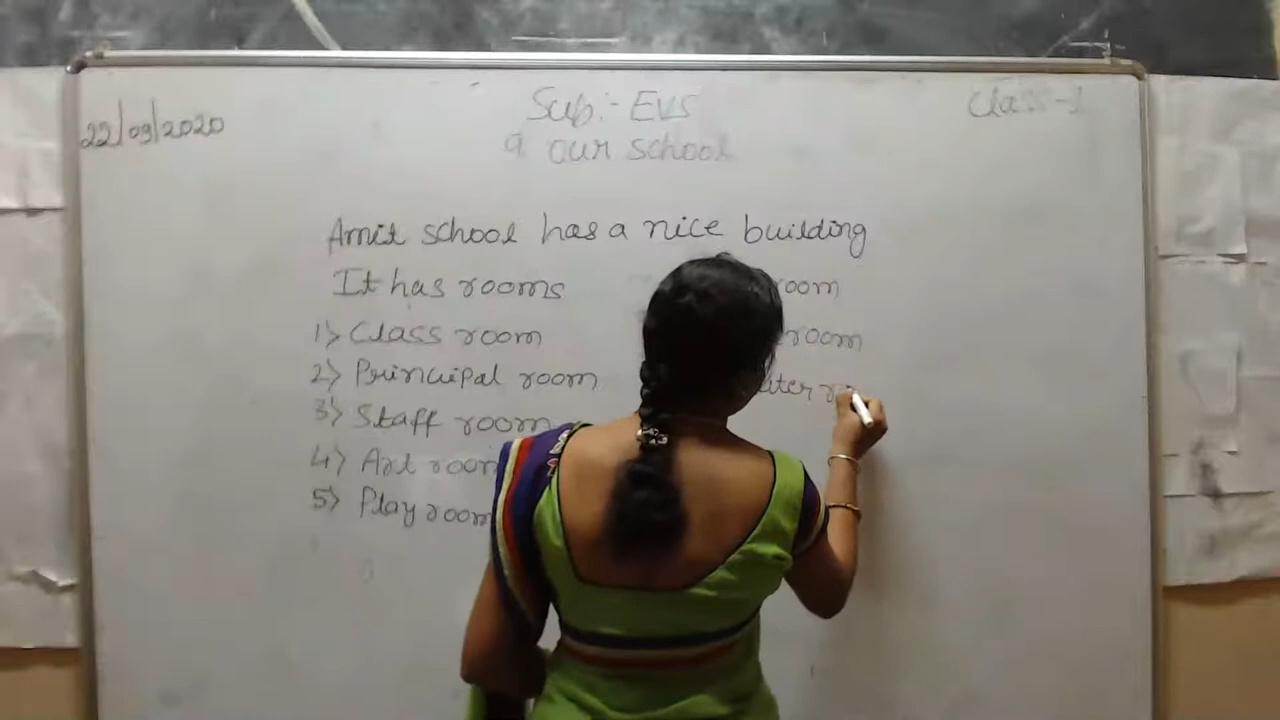 22/09/2020
Sub:- EVS
Class-1
9. our school
Amit school has a nice building
It has rooms
room
1) Class room
room
2) Principal room
3) Staff room
4) Art room
5) Play room